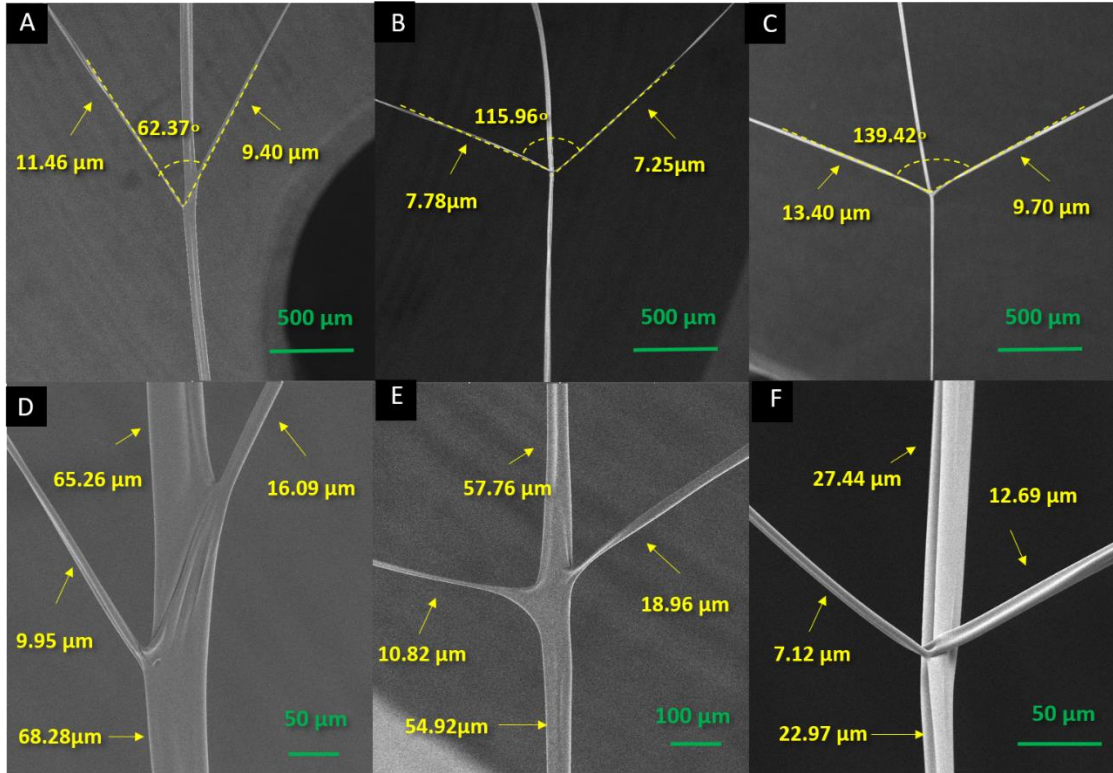 A
62.37°
11.46 µm
9.40 µm
500 µm
B
115.96°
7.78µm
7.25µm
500 µm
C
139.42°
13.40 µm
9.70 µm
500 µm
D
65.26 µm
16.09 µm
9.95 µm
68.28µm
50 µm
E
57.76µm
18.96 µm
10.82 µm
54.92µm
100 µm
F
27.44 µm
12.69 µm
7.12 µm
22.97 µm
50 µm